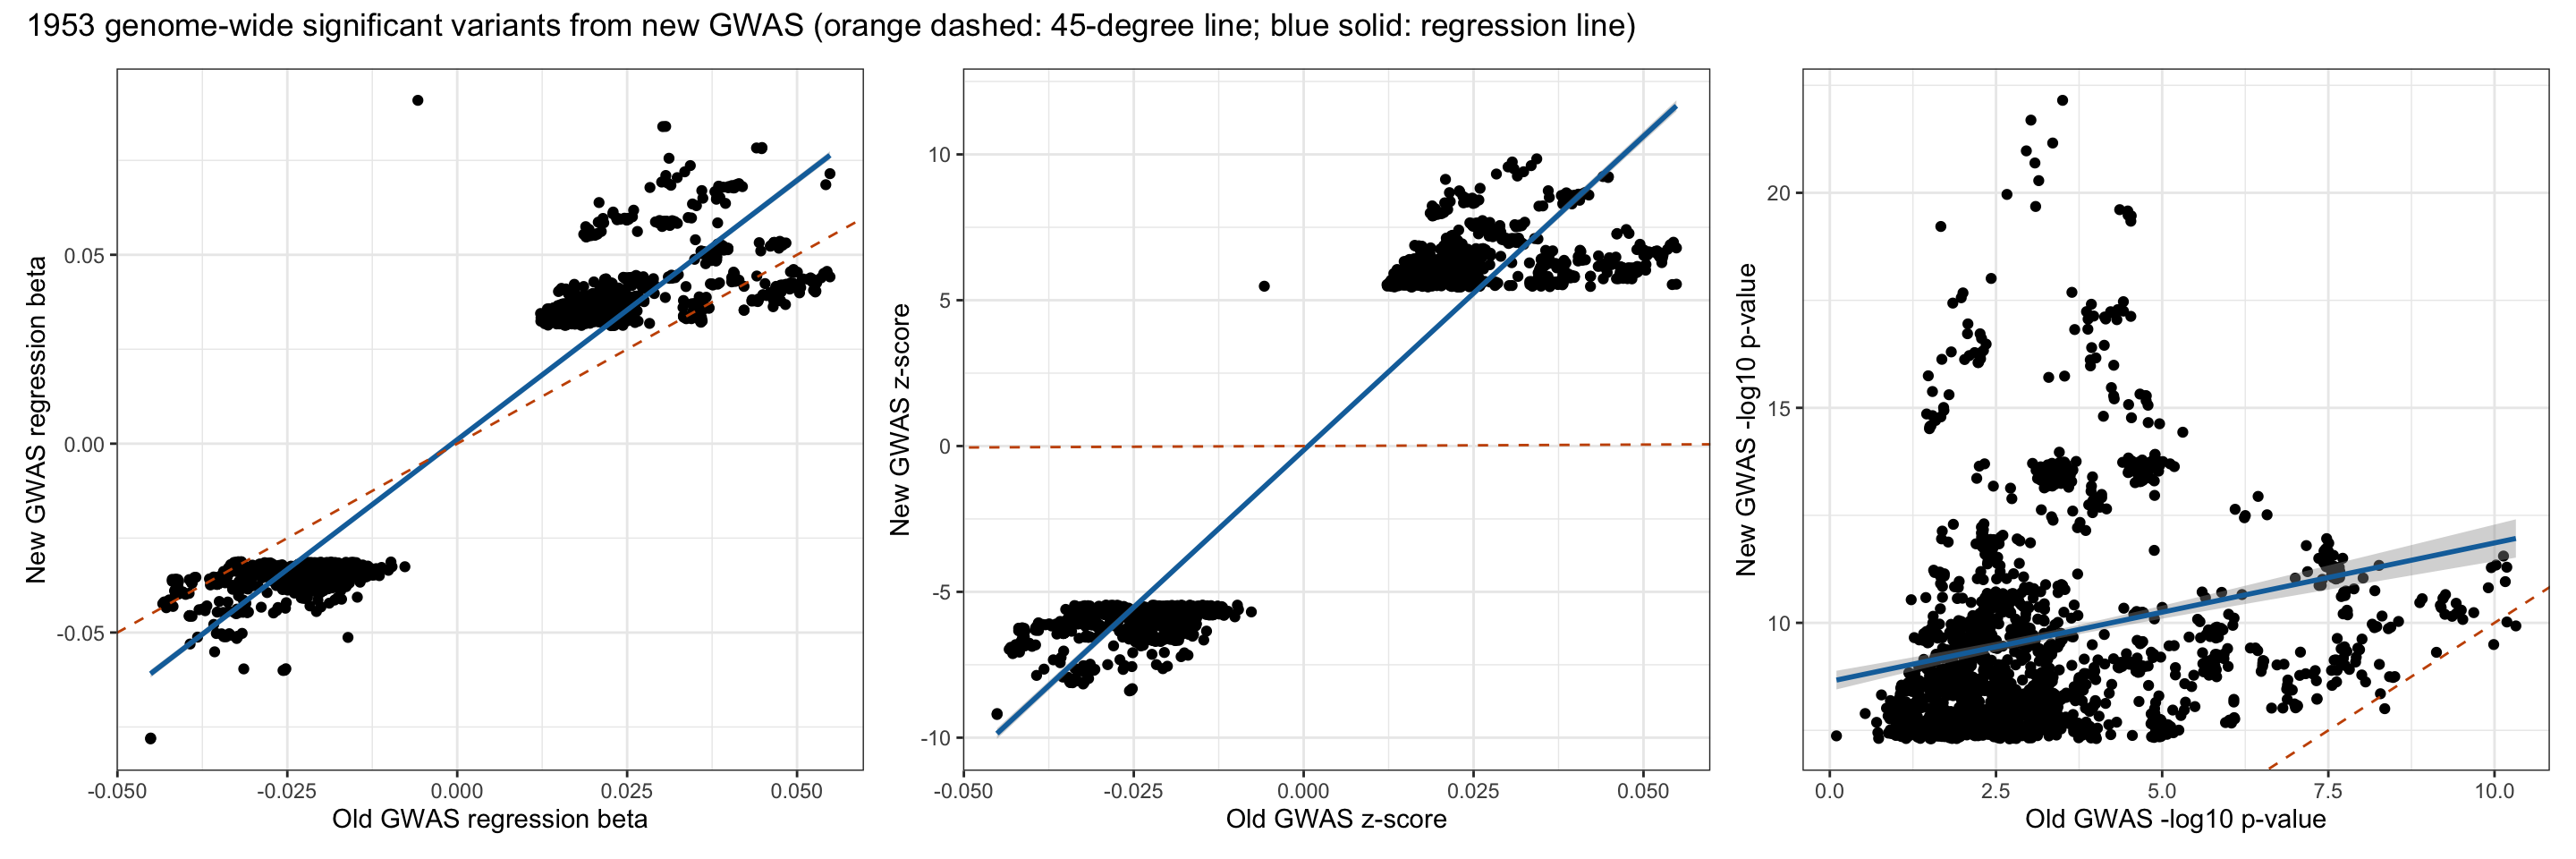 1953 genome-wide significant variants from new GWAS (orange dashed: 45-degree line; blue solid: regression line)
New GWAS regression beta
0.05
0.00
-0.05
-0.050 -0.025 0.000 0.025 0.050
Old GWAS regression beta
New GWAS z-score
10
5
0
-5
-10
-0.050 -0.025 0.000 0.025 0.050
Old GWAS z-score
New GWAS -log10 p-value
20
15
10
0.0 2.5 5.0 7.5 10.0
Old GWAS -log10 p-value